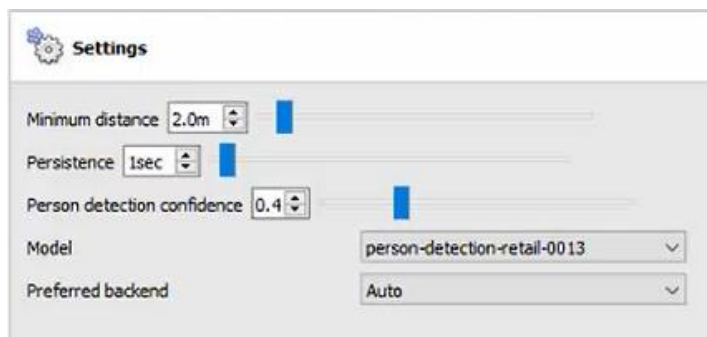 Settings
Minimum distance 2.0m
Persistence 1sec
Person detection confidence 0.4
Model person-detection-retail-0013
Preferred backend Auto